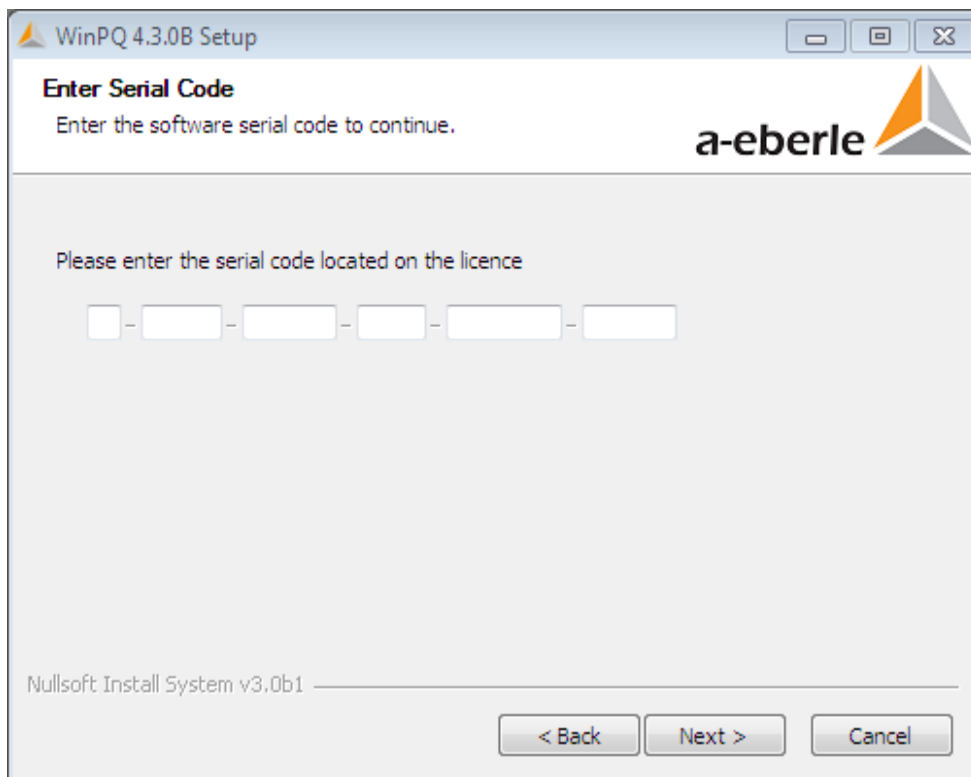 WinPQ 4.3.0B Setup
Enter Serial Code
Enter the software serial code to continue.
a-eberle
Please enter the serial code located on the licence
- - - - -
Nullsoft Install System v3.0b1
< Back Next > Cancel